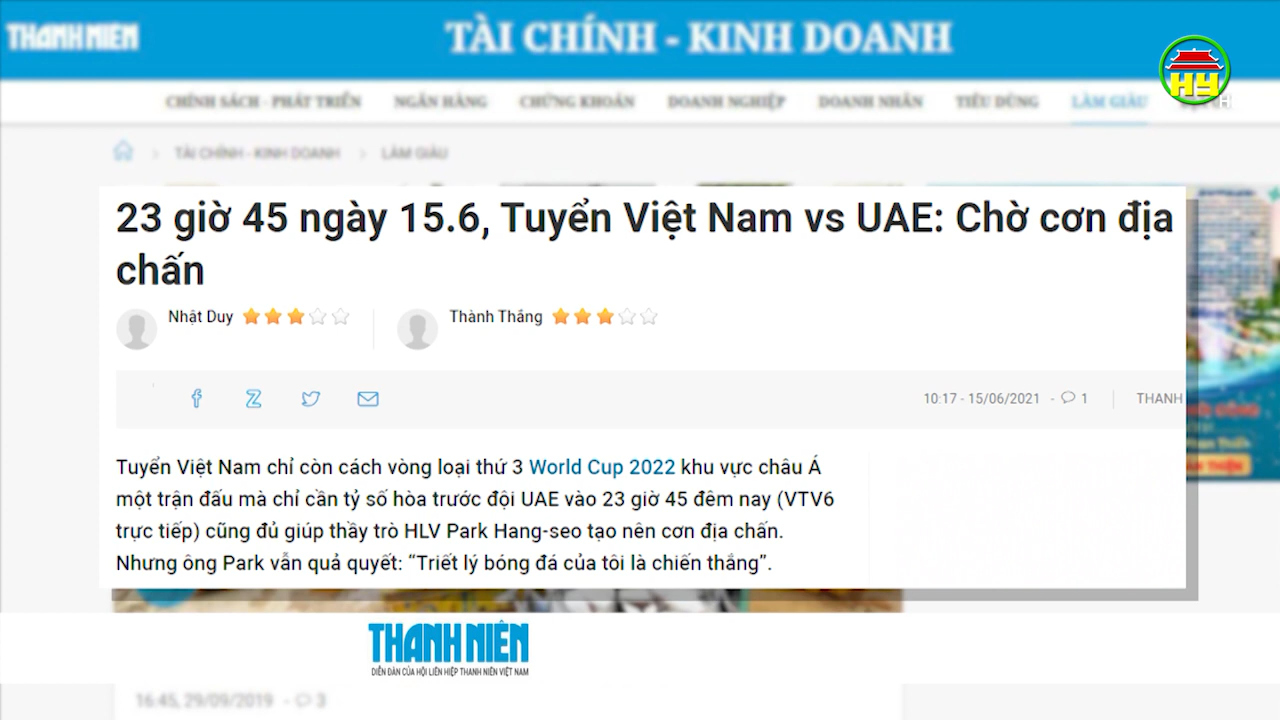 THANH NIÊN
TÀI CHÍNH - KINH DOANH
HY
CHÍNH SÁCH - PHÁT TRIỂN NGÂN HÀNG CHỨNG KHOÁN DOANH NGHIỆP DOANH NHÂN TIÊU DÙNG LÀM GIÀU
TÀI CHÍNH - KINH DOANH > LÀM GIÀU
23 giờ 45 ngày 15.6, Tuyển Việt Nam vs UAE: Chờ cơn địa
chấn
Nhật Duy Thành Thắng
10:17 - 15/06/2021 - 1 THANH
Tuyển Việt Nam chỉ còn cách vòng loại thứ 3 World Cup 2022 khu vực châu Á
một trận đấu mà chỉ cần tỷ số hòa trước đội UAE vào 23 giờ 45 đêm nay (VTV6
trực tiếp) cũng đủ giúp thầy trò HLV Park Hang-seo tạo nên cơn địa chấn.
Nhưng ông Park vẫn quả quyết: “Triết lý bóng đá của tôi là chiến thắng”.
THANH NIÊN
DIỄN ĐÀN CỦA HỘI LIÊN HIỆP THANH NIÊN VIỆT NAM
16:45, 29/09/2019 - 3